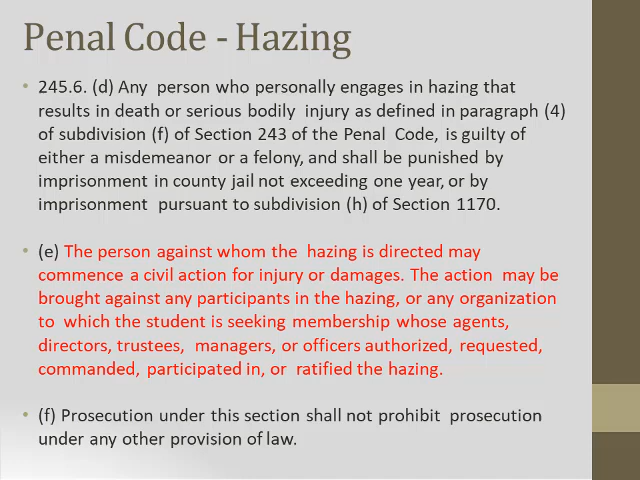 Penal Code - Hazing
• 245.6. (d) Any person who personally engages in hazing that
results in death or serious bodily injury as defined in paragraph (4)
of subdivision (f) of Section 243 of the Penal Code, is guilty of
either a misdemeanor or a felony, and shall be punished by
imprisonment in county jail not exceeding one year, or by
imprisonment pursuant to subdivision (h) of Section 1170.
• (e) The person against whom the hazing is directed may
commence a civil action for injury or damages. The action may be
brought against any participants in the hazing, or any organization
to which the student is seeking membership whose agents,
directors, trustees, managers, or officers authorized, requested,
commanded, participated in, or ratified the hazing.
• (f) Prosecution under this section shall not prohibit prosecution
under any other provision of law.